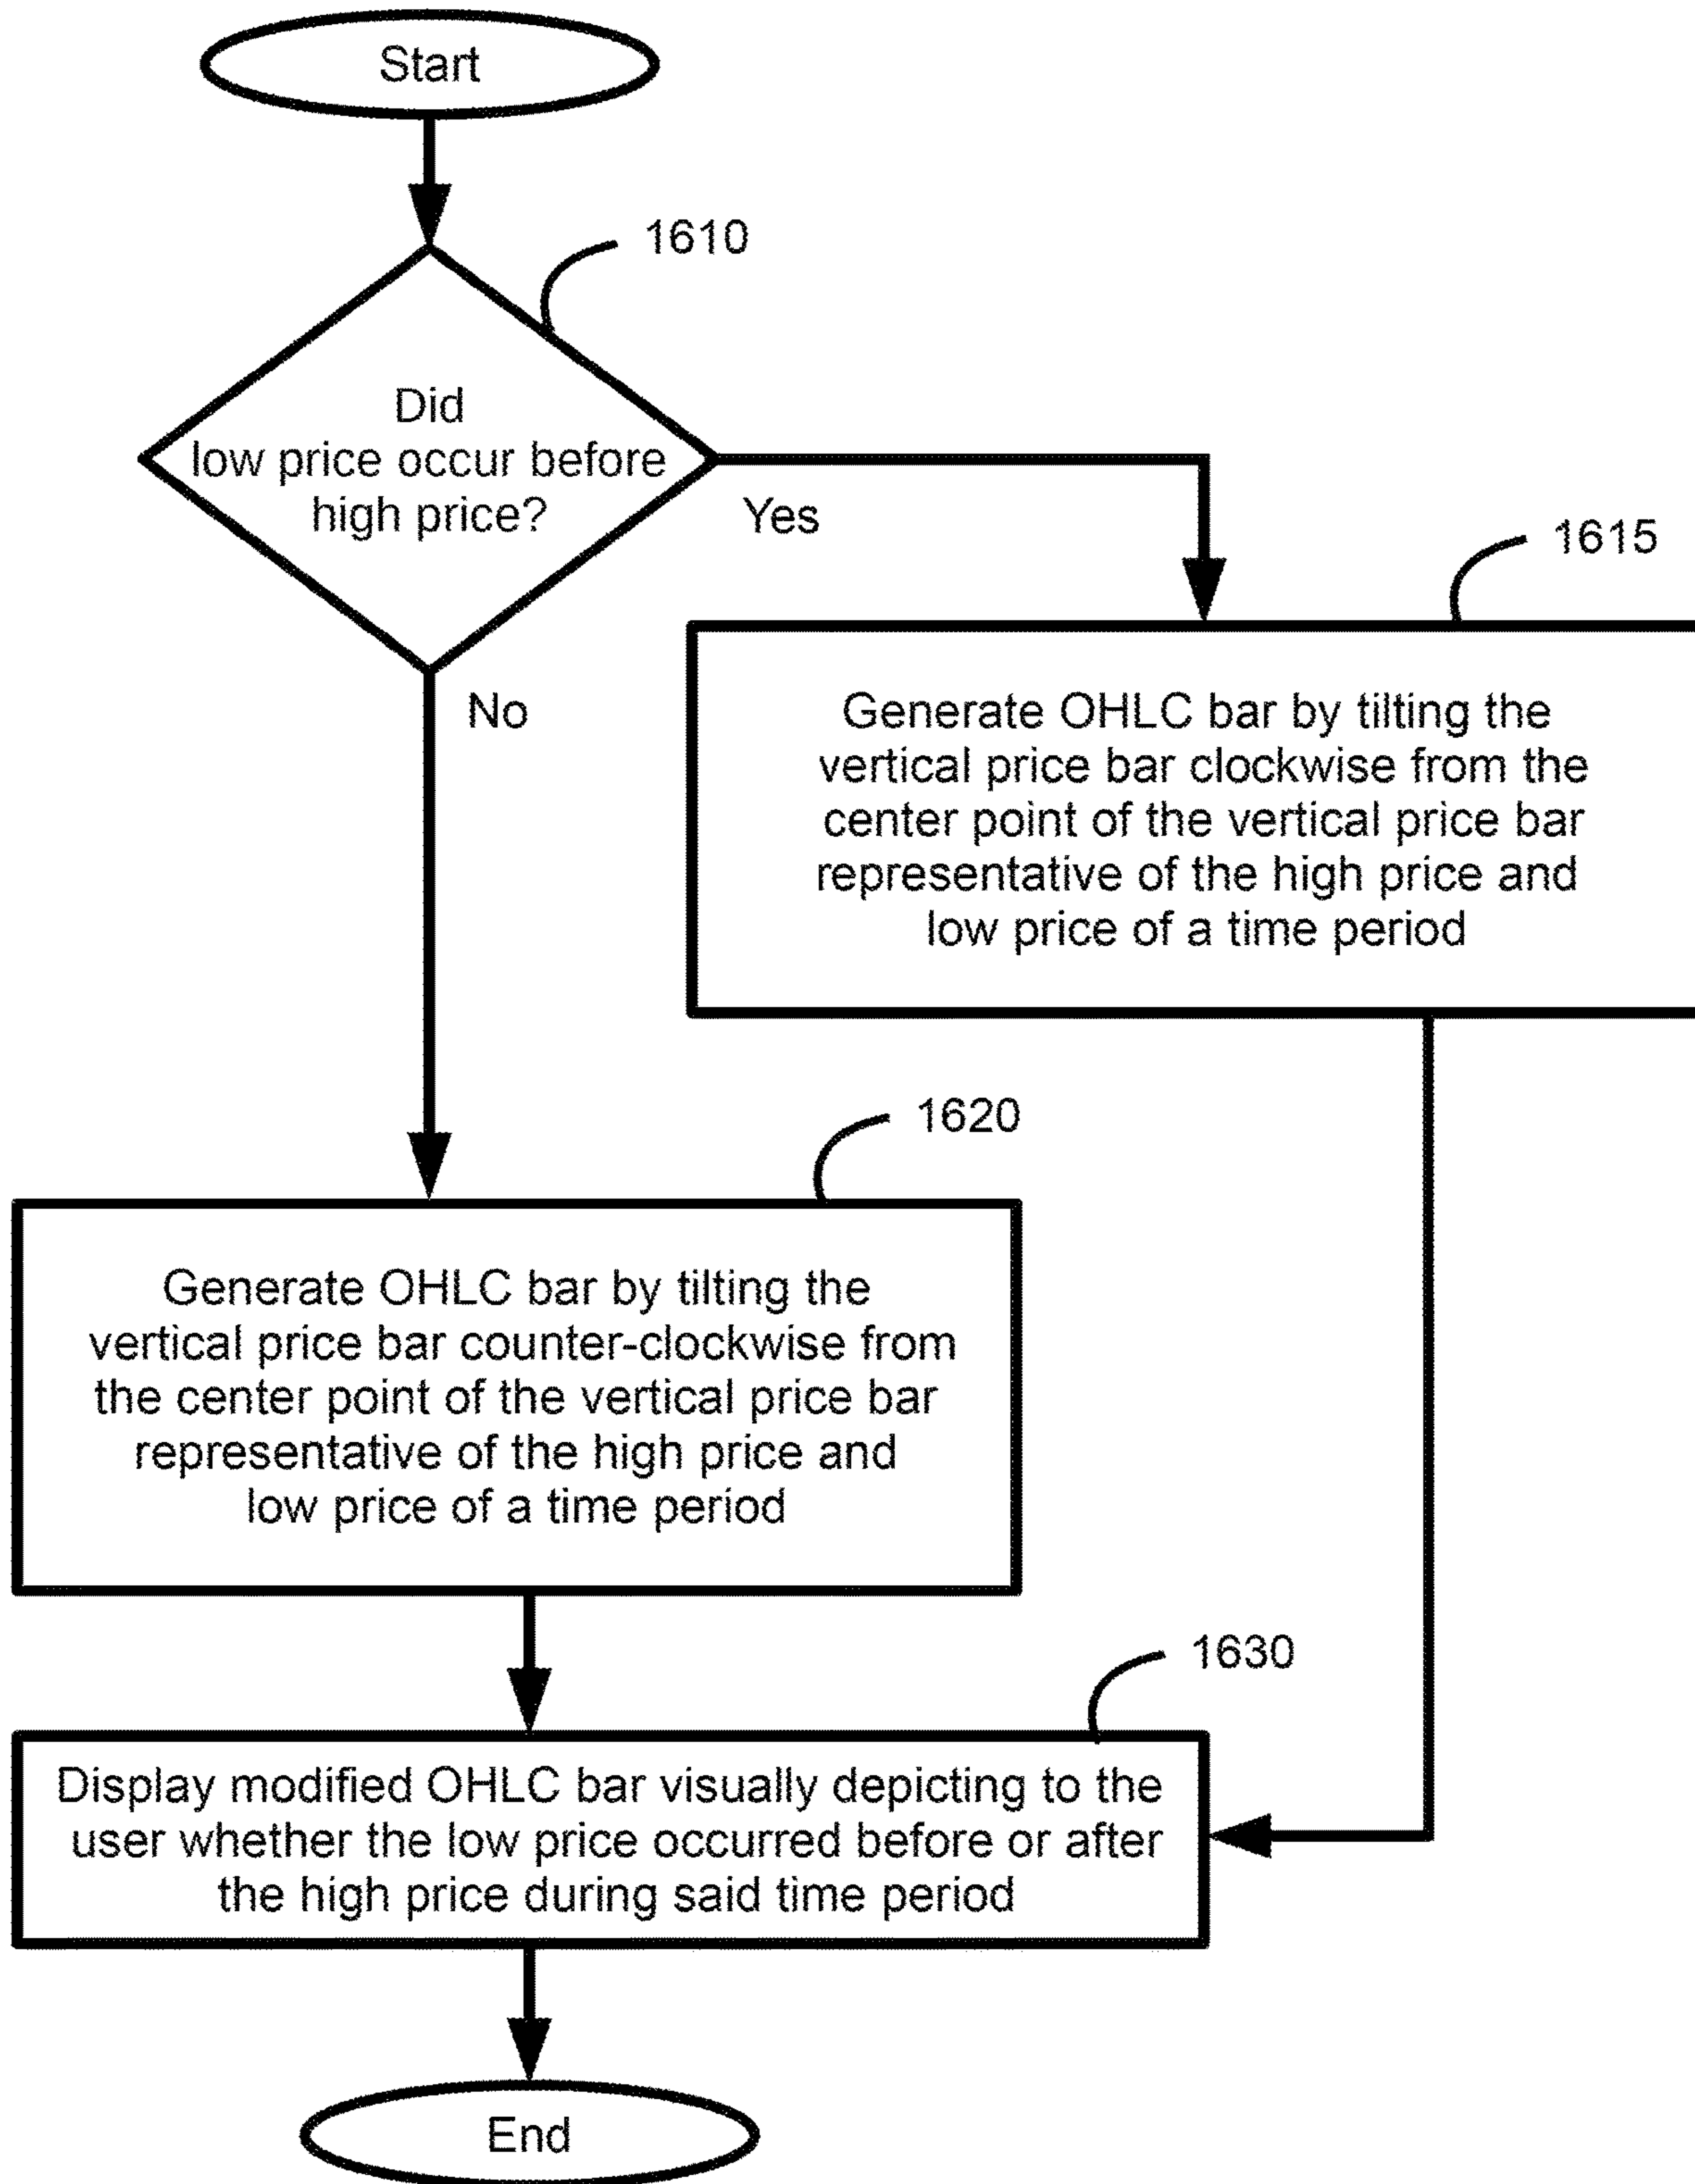 Start
1610
Did
low price occur before
high price?
Yes
1615
No
Generate OHLC bar by tilting the
vertical price bar clockwise from the
center point of the vertical price bar
representative of the high price and
low price of a time period
1620
Generate OHLC bar by tilting the
vertical price bar counter-clockwise from
the center point of the vertical price bar
representative of the high price and
low price of a time period
1630
Display modified OHLC bar visually depicting to the
user whether the low price occurred before or after
the high price during said time period
End